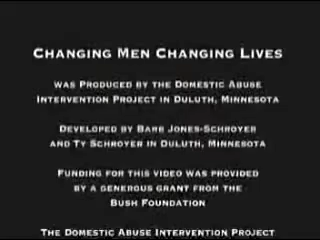 CHANGING MEN CHANGING LIVES
WAS PRODUCED BY THE DOMESTIC ABUSE
INTERVENTION PROJECT IN DULUTH, MINNESOTA
DEVELOPED BY BARB JONES-SCHROYER
AND TY SCHROYER IN DULUTH, MINNESOTA
FUNDING FOR THIS VIDEO WAS PROVIDED
BY A GENEROUS GRANT FROM THE
BUSH FOUNDATION
THE DOMESTIC ABUSE INTERVENTION PROJECT